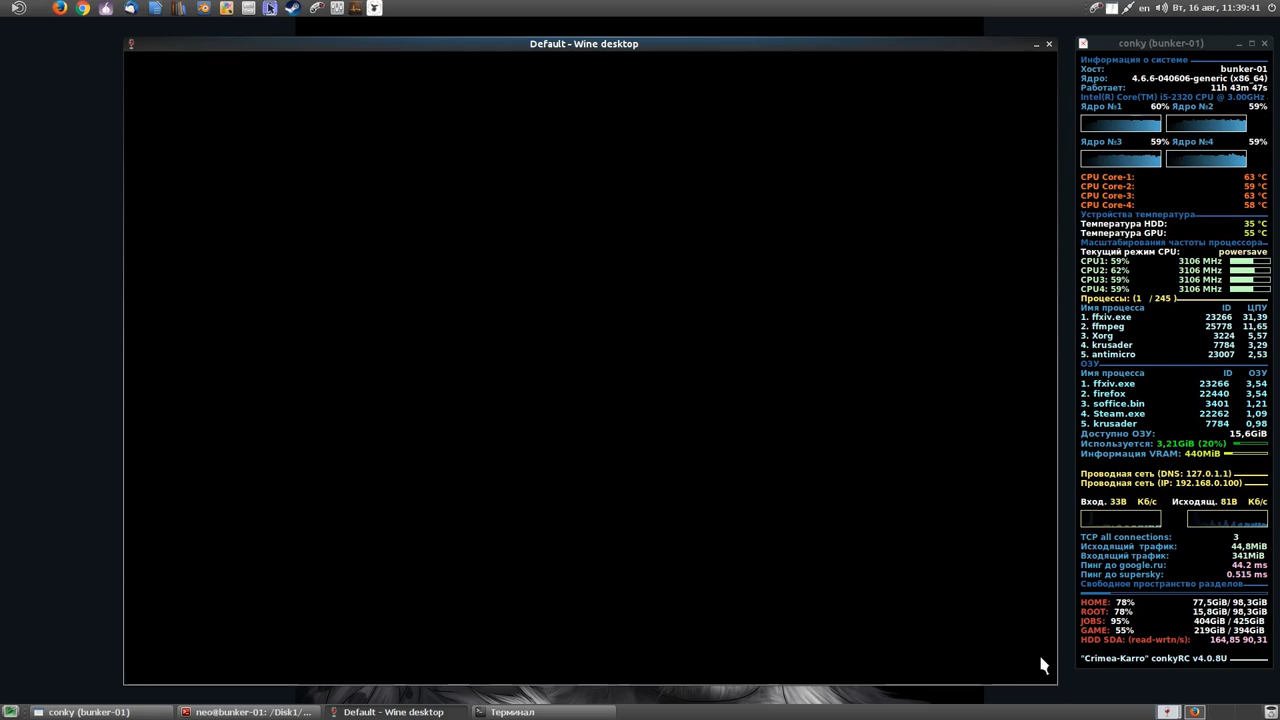 en
Вт, 16 авг, 11:39:41
Default - Wine desktop
conky (bunker-01)
Информация о системе
Хост: bunker-01
Ядро: 4.6.6-040606-generic (x86_64)
Работает: 11h 43m 47s
Intel(R) Core(TM) i5-2320 CPU @ 3.00GHz
Ядро №1 60% Ядро №2 59%
Ядро №3 59% Ядро №4 59%
CPU Core-1: 63 °C
CPU Core-2: 59 °C
CPU Core-3: 63 °C
CPU Core-4: 58 °C
Устройства температура
Температура HDD: 35 °C
Температура GPU: 55 °C
Масштабирования частоты процессора
Текущий режим CPU: powersave
CPU1: 59% 3106 MHz
CPU2: 62% 3106 MHz
CPU3: 59% 3106 MHz
CPU4: 59% 3106 MHz
Процессы: (1 / 245 )
Имя процесса ID ЦПУ
1. ffxiv.exe 23266 31,39
2. ffmpeg 25778 11,65
3. Xorg 3224 5,57
4. krusader 7784 3,29
5. antimicro 23007 2,53
ОЗУ
Имя процесса ID ОЗУ
1. ffxiv.exe 23266 3,54
2. firefox 22440 3,54
3. soffice.bin 3401 1,21
4. Steam.exe 22262 1,09
5. krusader 7784 0,98
Доступно ОЗУ: 15,6GiB
Используется: 3,21GiB (20%)
Информация VRAM: 440MiB
Проводная сеть (DNS: 127.0.1.1)
Проводная сеть (IP: 192.168.0.100)
Вход. 33B Кб/с Исходящ. 81B Кб/с
TCP all connections: 3
Исходящий трафик: 44,8MiB
Входящий трафик: 341MiB
Пинг до google.ru: 44.2 ms
Пинг до supersky: 0.515 ms
Свободное пространство разделов
HOME: 78% 77,5GiB/ 98,3GiB
ROOT: 78% 15,8GiB/ 98,3GiB
JOBS: 95% 404GiB / 425GiB
GAME: 55% 219GiB / 394GiB
HDD SDA: (read-wrtn/s): 164,85 90,31
"Crimea-Karro" conkyRC v4.0.8U
conky (bunker-01)
neo@bunker-01: /Disk1/...
Default - Wine desktop
Терминал